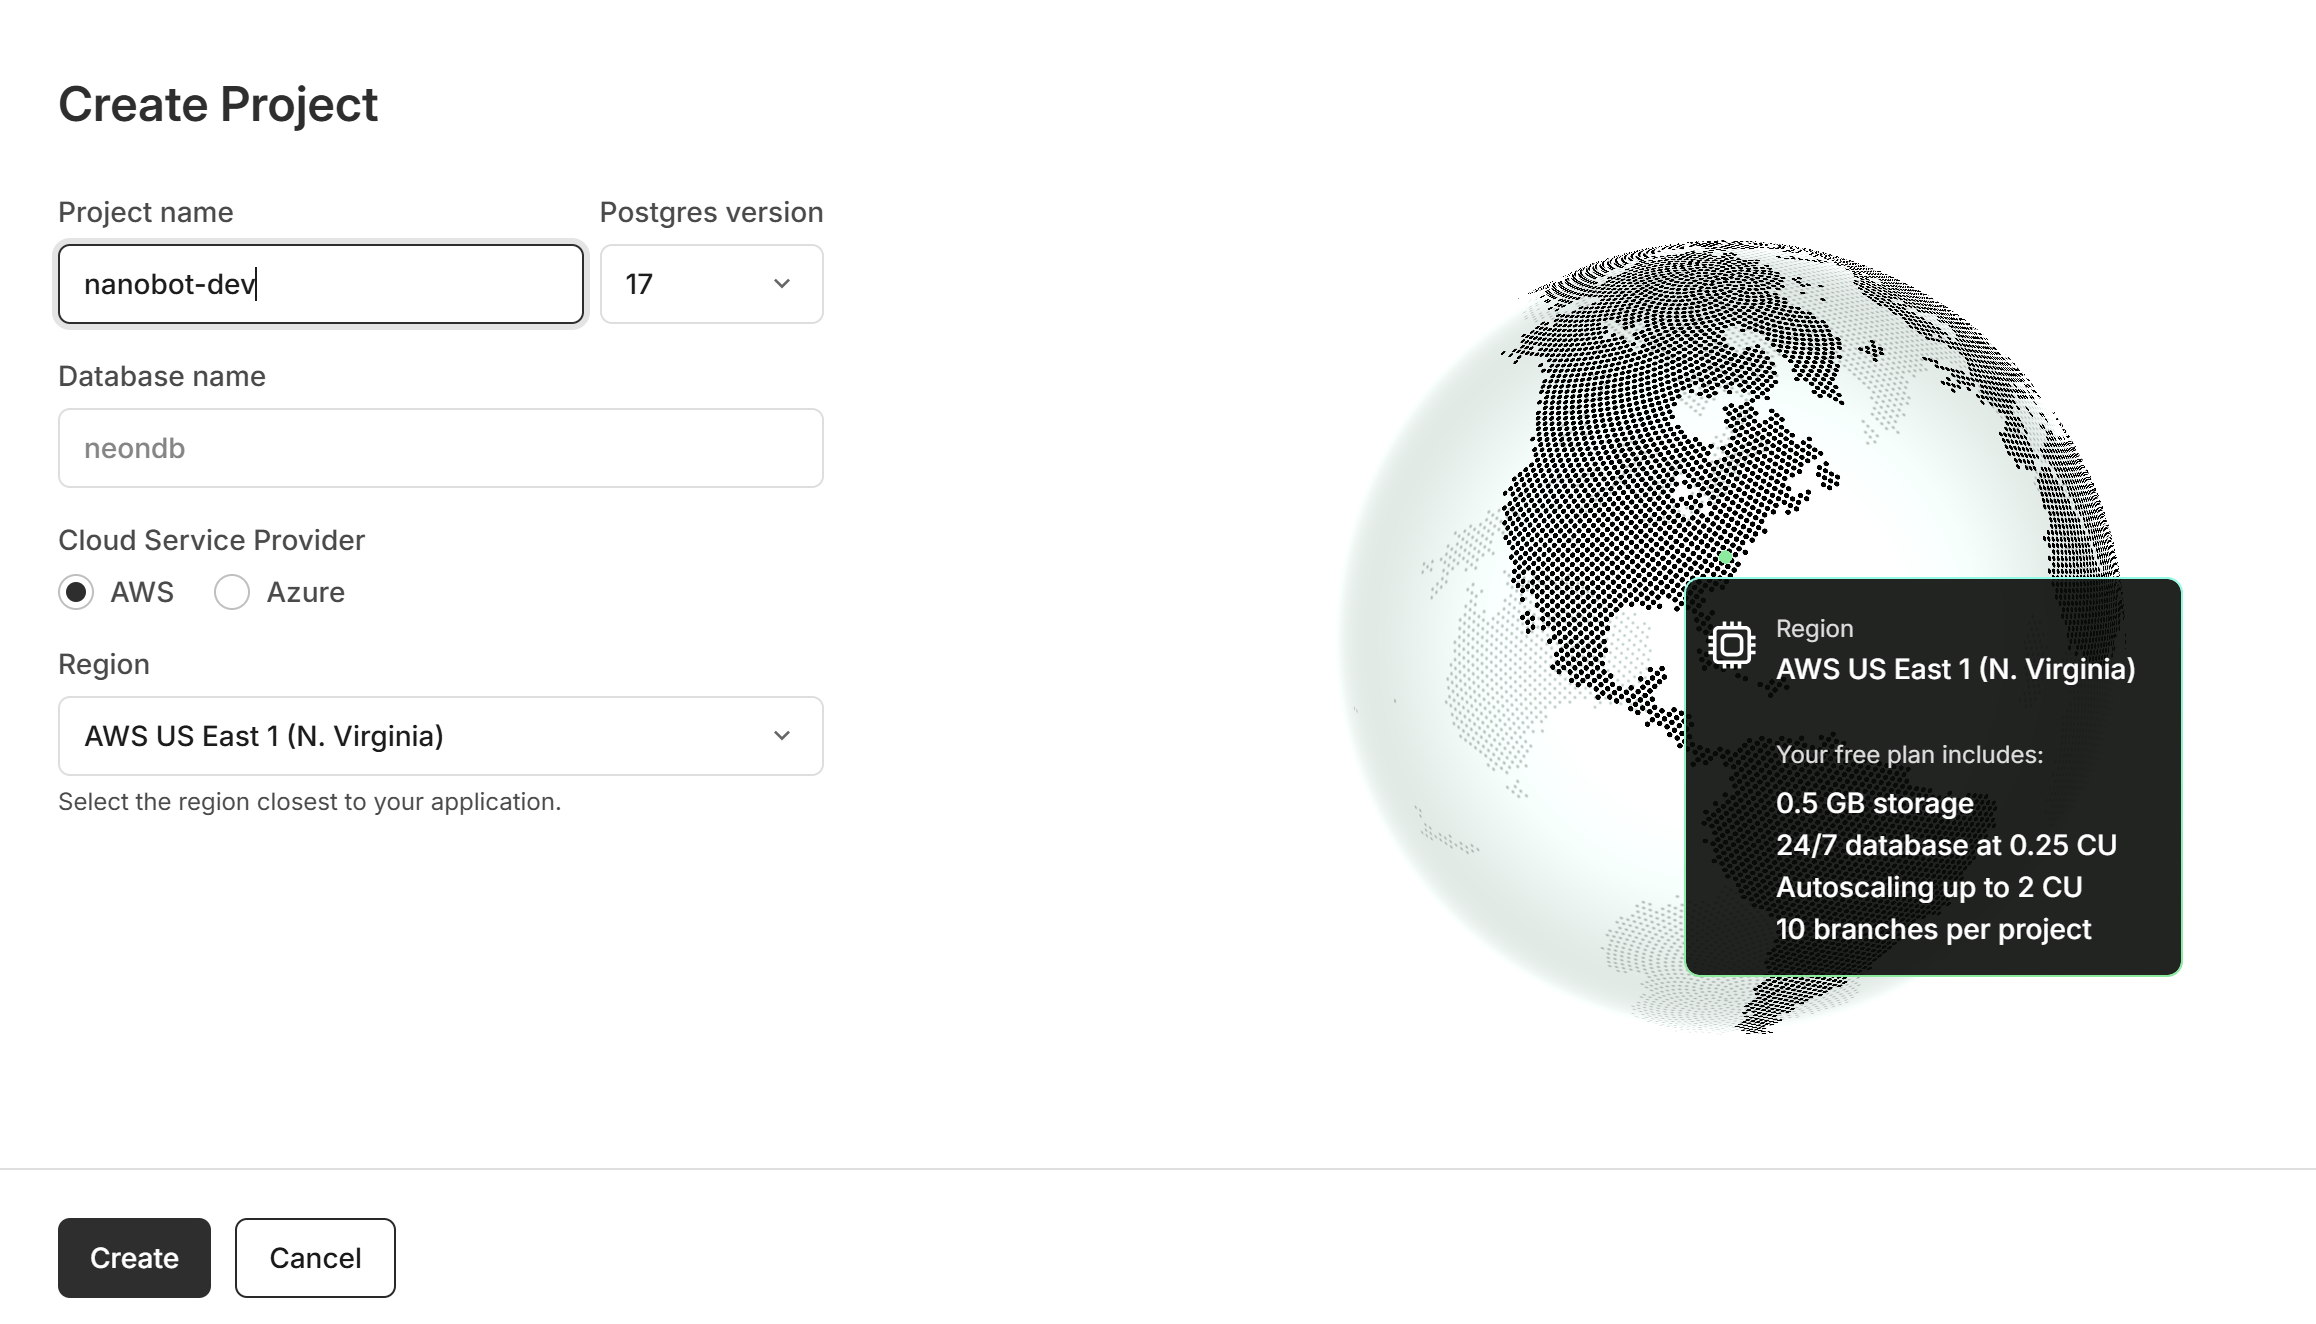 Create Project
Project name
Postgres version
nanobot-dev
17
Database name
neondb
Cloud Service Provider
AWS
Azure
Region
AWS US East 1 (N. Virginia)
Select the region closest to your application.
Region
AWS US East 1 (N. Virginia)
Your free plan includes:
0.5 GB storage
24/7 database at 0.25 CU
Autoscaling up to 2 CU
10 branches per project
Create
Cancel